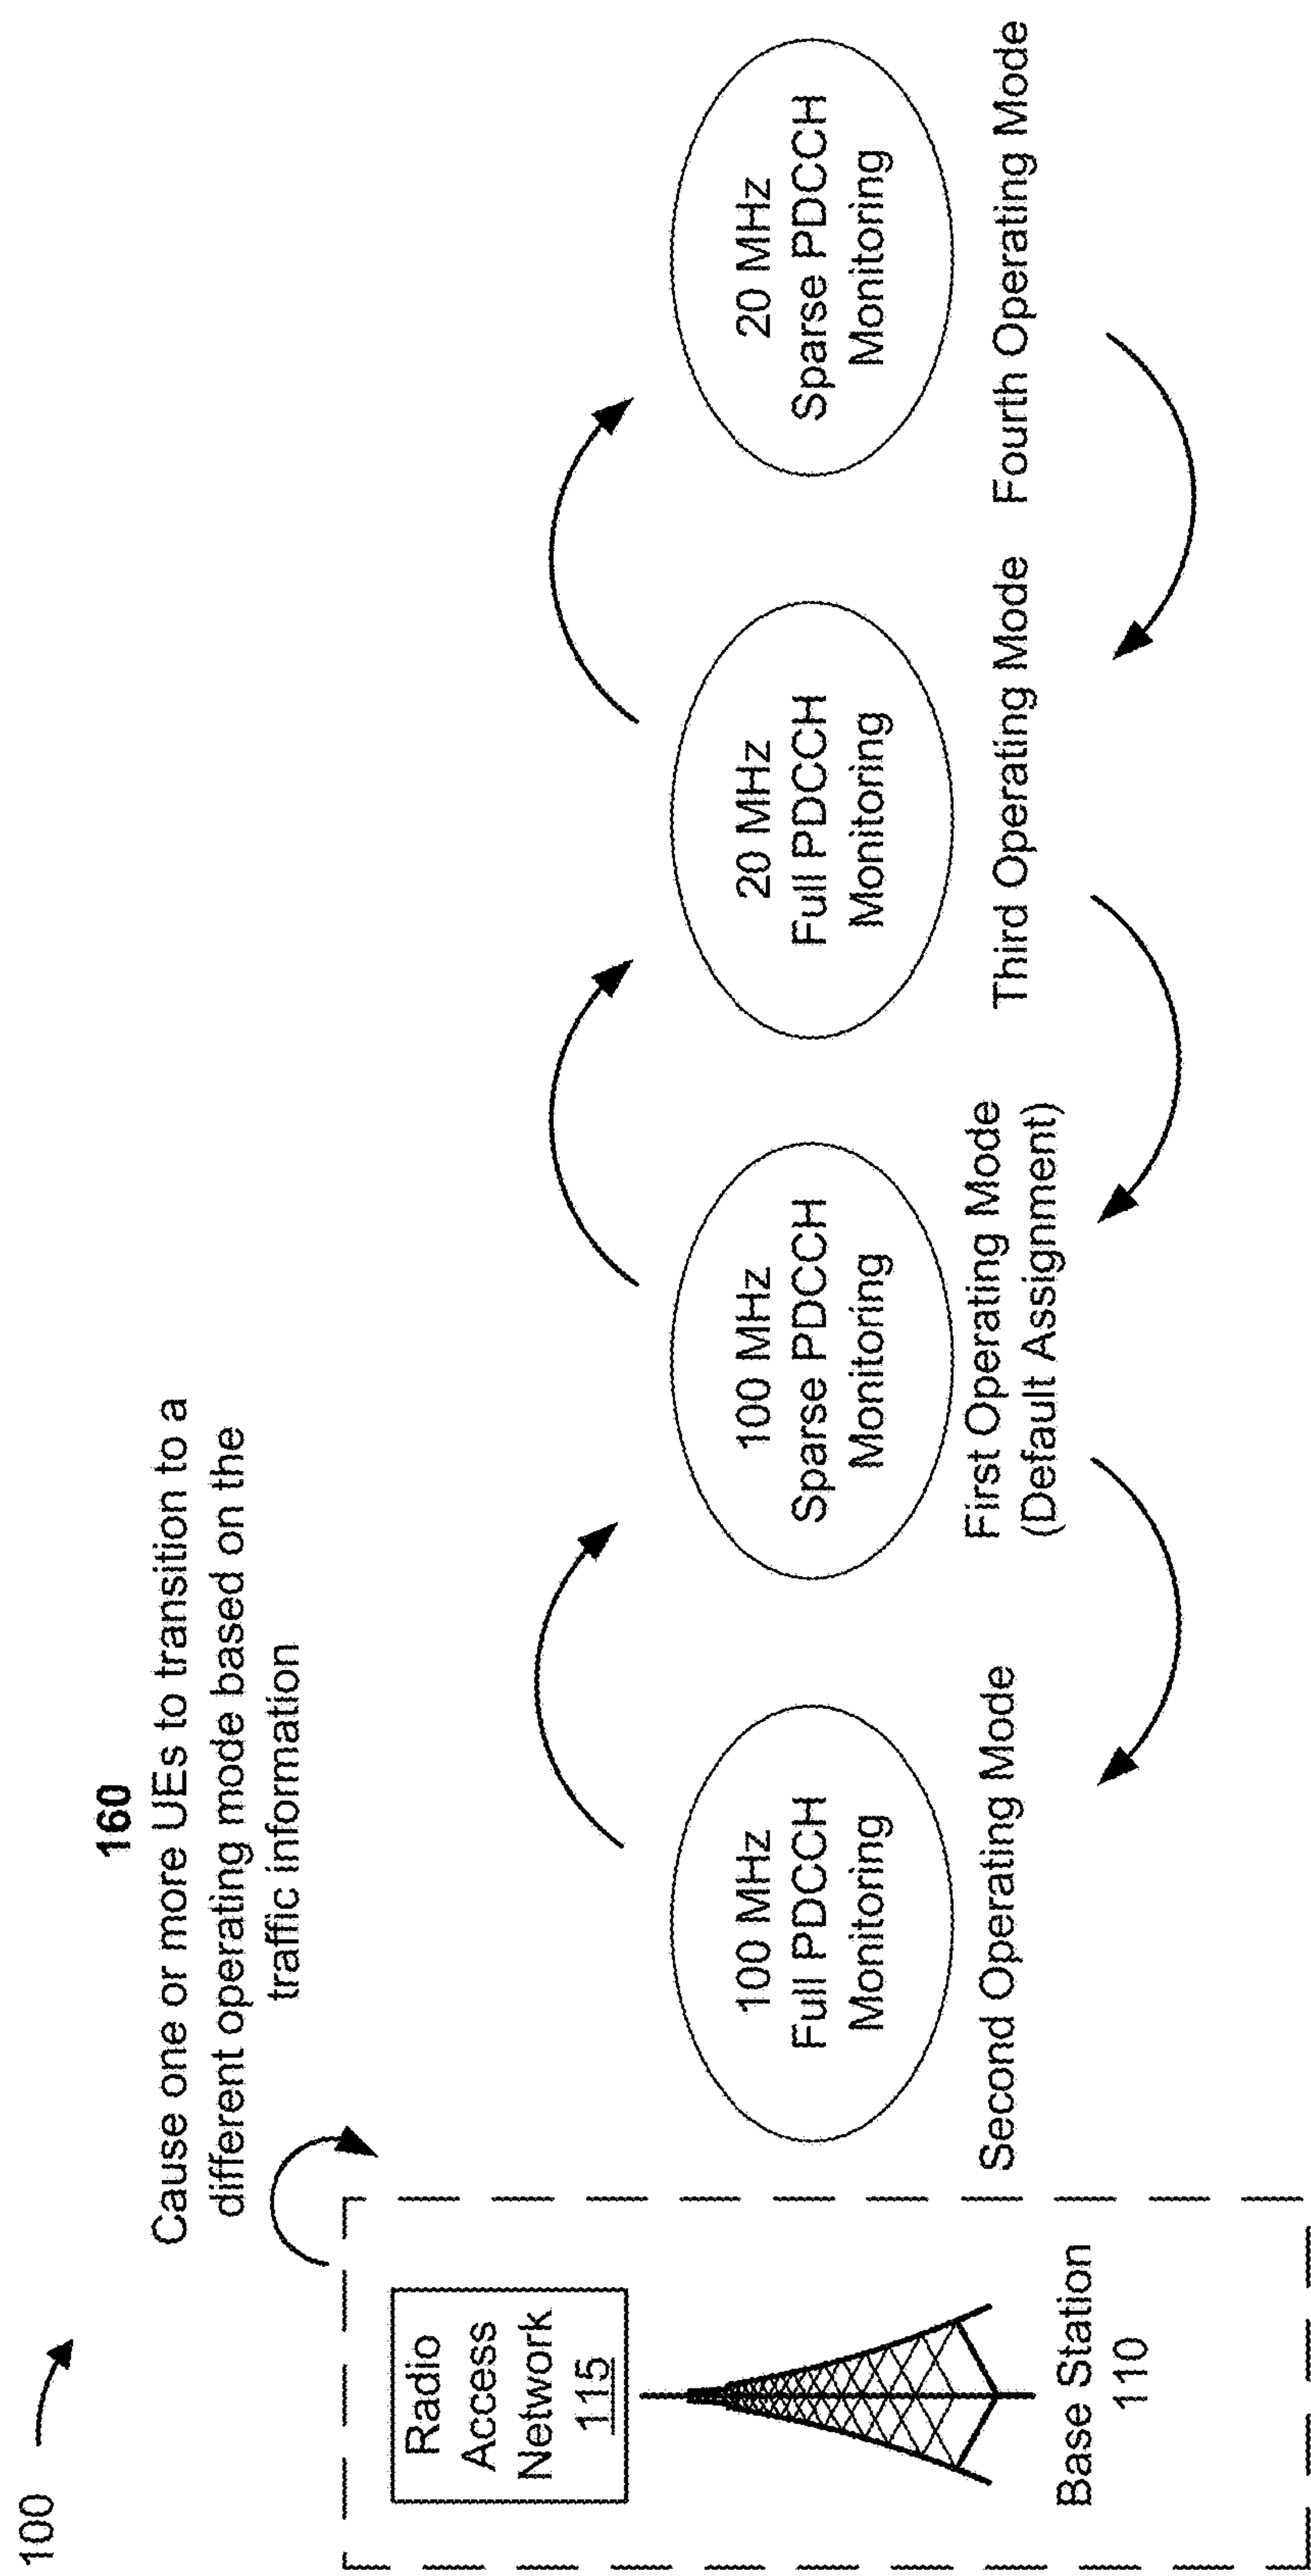 100
160
Cause one or more UEs to transition to a
different operating mode based on the
traffic information
Radio
Access
Network
115
Base Station
110
100 MHz
Full PDCCH
Monitoring
Second Operating Mode
100 MHz
Sparse PDCCH
Monitoring
First Operating Mode
(Default Assignment)
20 MHz
Full PDCCH
Monitoring
Third Operating Mode
20 MHz
Sparse PDCCH
Monitoring
Fourth Operating Mode